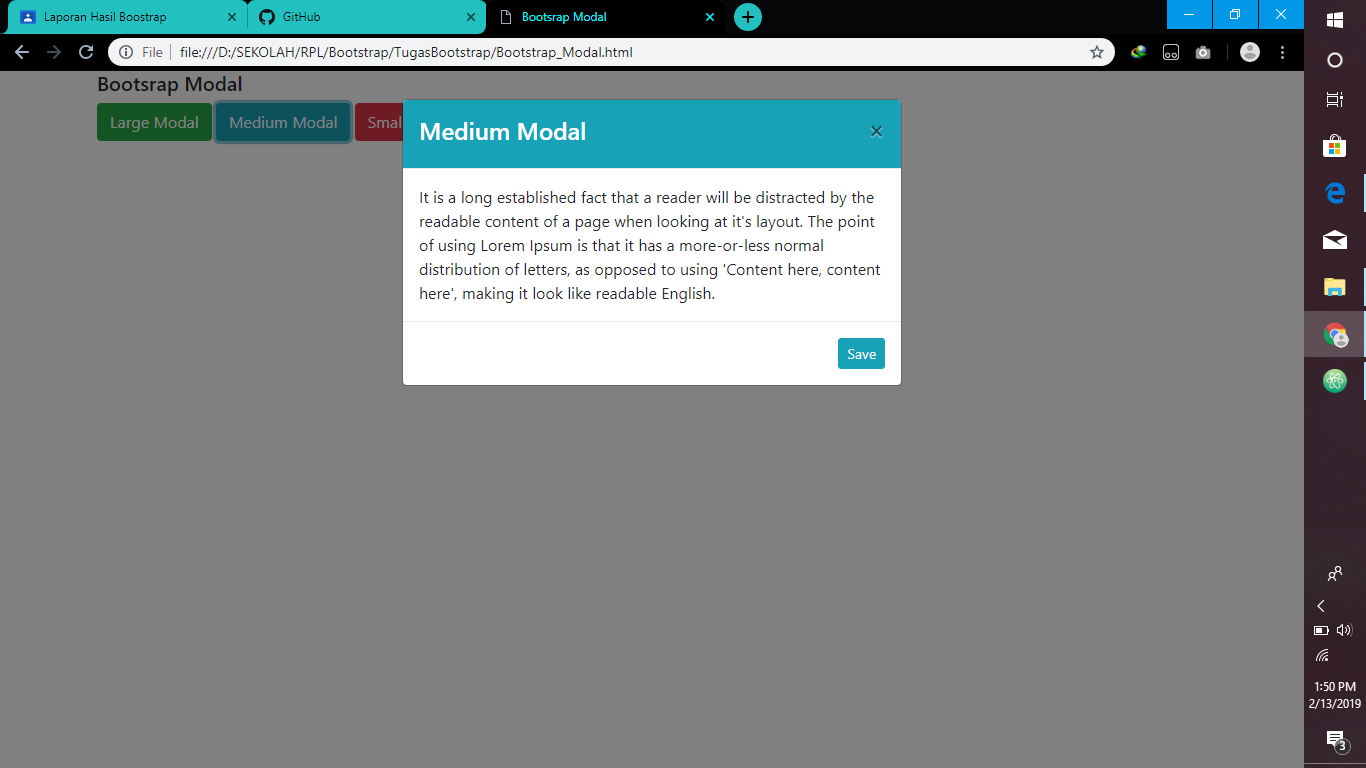 Laporan Hasil Boostrap
GitHub
Bootsrap Modal
File
file:///D:/SEKOLAH/RPL/Bootstrap/TugasBootstrap/Bootstrap_Modal.html
Bootsrap Modal
Large Modal
Medium Modal
Smal
Medium Modal
×
It is a long established fact that a reader will be distracted by the
readable content of a page when looking at it's layout. The point
of using Lorem Ipsum is that it has a more-or-less normal
distribution of letters, as opposed to using 'Content here, content
here', making it look like readable English.
Save
1:50 PM
2/13/2019
3